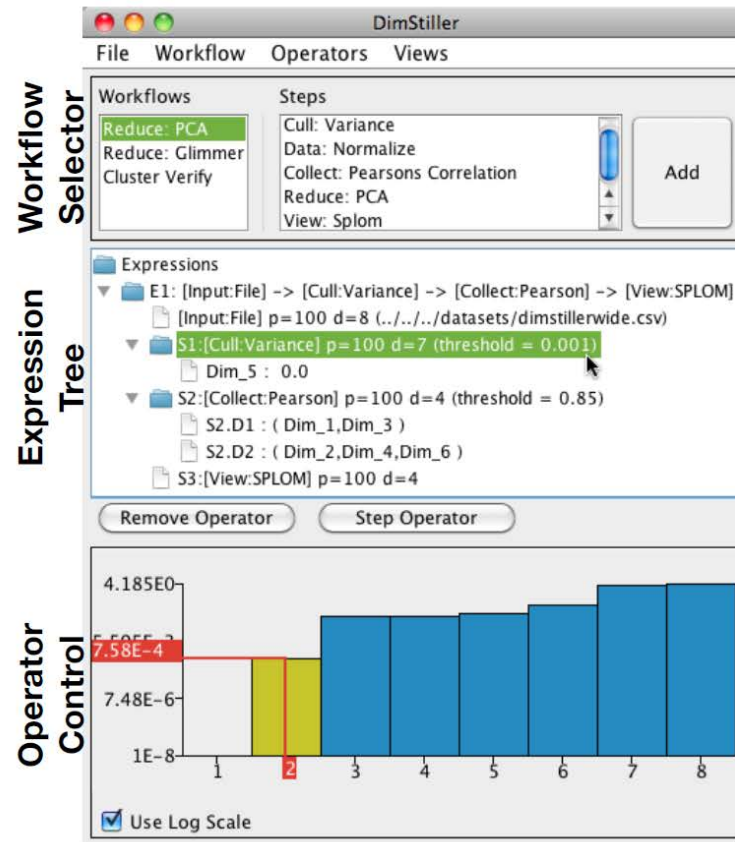 DimStiller
File Workflow Operators Views
Workflow Selector
Workflows Steps
Reduce: PCA
Reduce: Glimmer
Cluster Verify
Cull: Variance
Data: Normalize
Collect: Pearsons Correlation
Reduce: PCA
View: Splom
Add
Expression Tree
Expressions
E1: [Input:File] -> [Cull:Variance] -> [Collect:Pearson] -> [View:SPLOM]
[Input:File] p=100 d=8 (../../../datasets/dimstillerwide.csv)
S1:[Cull:Variance] p=100 d=7 (threshold = 0.001)
Dim_5 : 0.0
S2:[Collect:Pearson] p=100 d=4 (threshold = 0.85)
S2.D1 : ( Dim_1,Dim_3 )
S2.D2 : ( Dim_2,Dim_4,Dim_6 )
S3:[View:SPLOM] p=100 d=4
Remove Operator Step Operator
Operator Control
4.185E0
7.58E-4
7.48E-6
1E-8
1 2 3 4 5 6 7 8
Use Log Scale